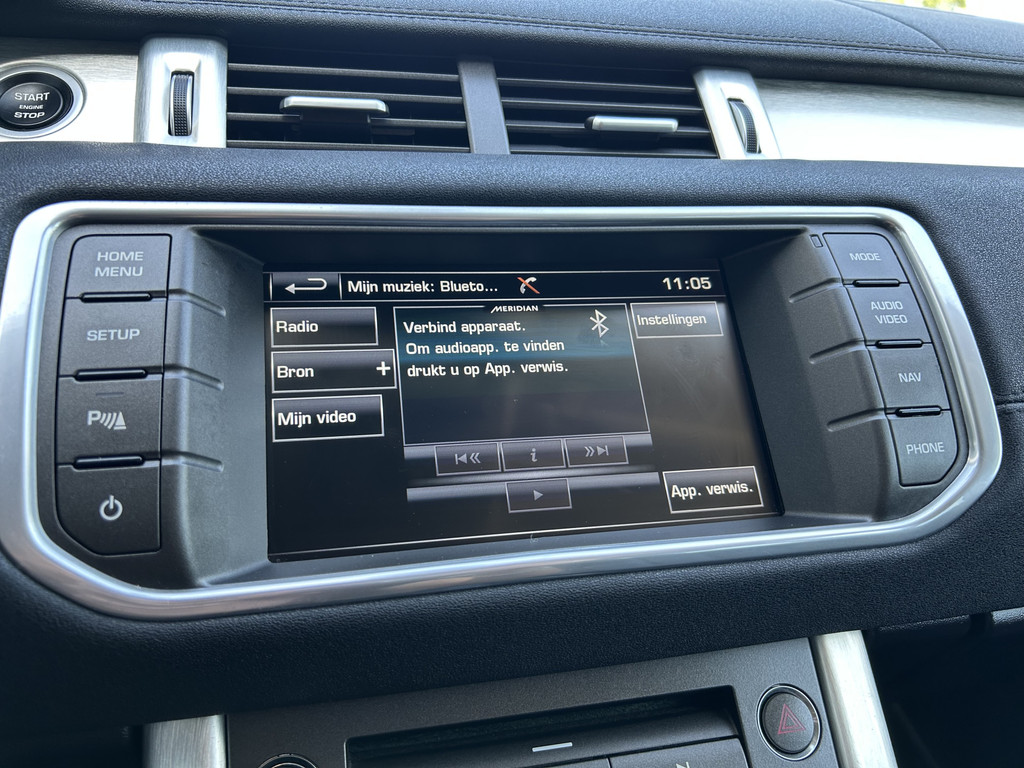 START
ENGINE
STOP
HOME
MENU
SETUP
P
Mijn muziek: Blueto...
11:05
MERIDIAN
Radio
Bron +
Mijn video
Verbind apparaat.
Om audioapp. te vinden
drukt u op App. verwis.
Instellingen
i
App. verwis.
MODE
AUDIO
VIDEO
NAV
PHONE